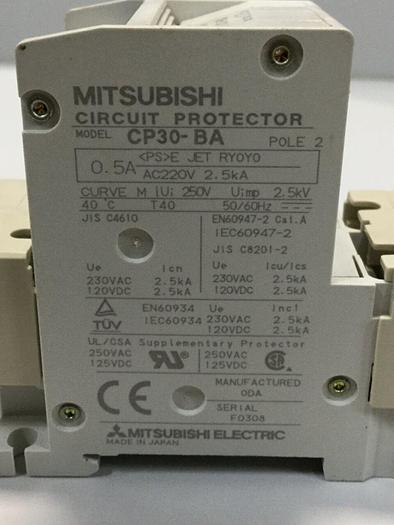 MITSUBISHI
CIRCUIT PROTECTOR
MODEL CP30-BA POLE 2
0.5A <PS>E JET RYOYO
AC220V 2.5kA
CURVE M Ui 250V Uimp 2.5kV
40°C T40 50/60Hz
JIS C4610 EN60947-2 Cat.A
IEC60947-2
JIS C8201-2
Ue Icn Ue Icu/Ics
230VAC 2.5kA 230VAC 2.5kA
120VDC 2.5kA 120VDC 2.5kA
TÜV EN60934 Ue Inc1
IEC60934 230VAC 2.5kA
120VDC 2.5kA
UL/CSA Supplementary Protector
250VAC 250VAC
125VDC 125VDC
CE MANUFACTURED
ODA
SERIAL
F0308
MITSUBISHI ELECTRIC
MADE IN JAPAN